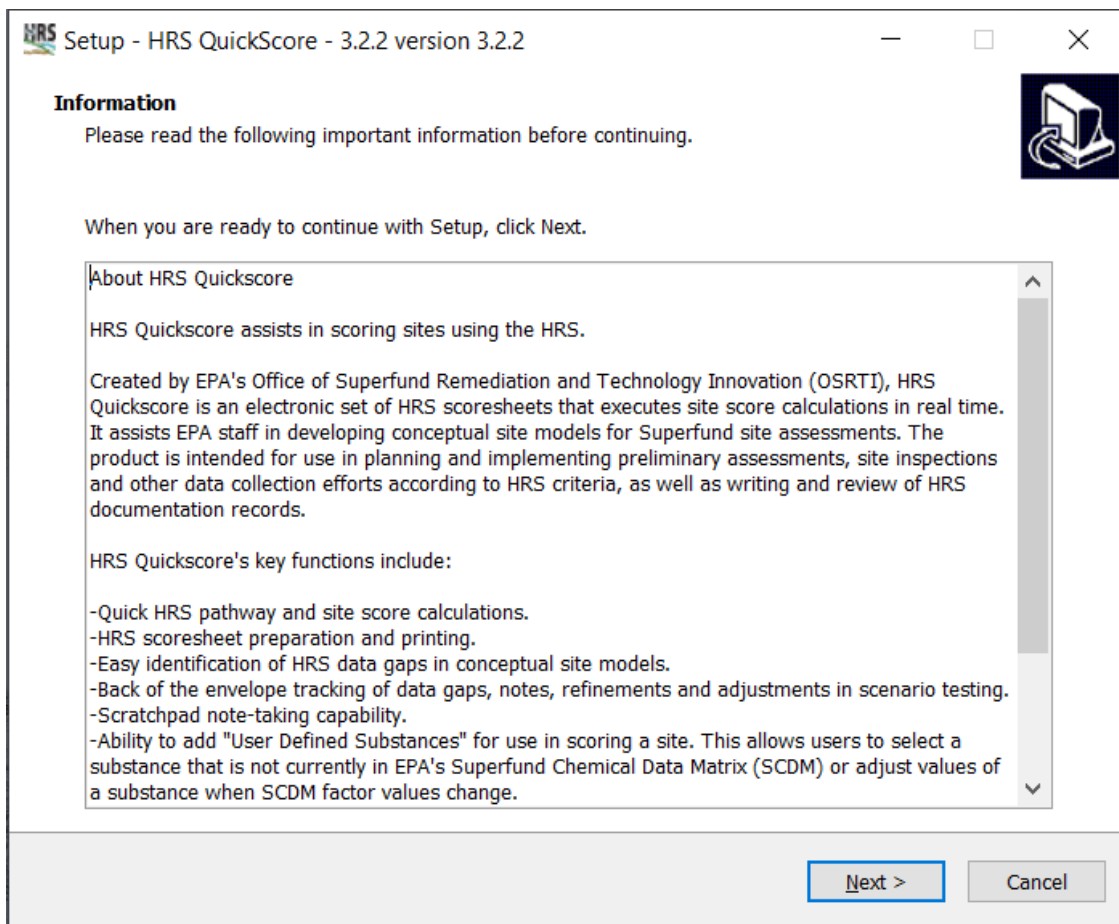 HRS
Setup - HRS QuickScore - 3.2.2 version 3.2.2
Information
Please read the following important information before continuing.
When you are ready to continue with Setup, click Next.
About HRS Quickscore
HRS Quickscore assists in scoring sites using the HRS.
Created by EPA's Office of Superfund Remediation and Technology Innovation (OSRTI), HRS
Quickscore is an electronic set of HRS scoresheets that executes site score calculations in real time.
It assists EPA staff in developing conceptual site models for Superfund site assessments. The
product is intended for use in planning and implementing preliminary assessments, site inspections
and other data collection efforts according to HRS criteria, as well as writing and review of HRS
documentation records.
HRS Quickscore's key functions include:
-Quick HRS pathway and site score calculations.
-HRS scoresheet preparation and printing.
-Easy identification of HRS data gaps in conceptual site models.
-Back of the envelope tracking of data gaps, notes, refinements and adjustments in scenario testing.
-Scratchpad note-taking capability.
-Ability to add "User Defined Substances" for use in scoring a site. This allows users to select a
substance that is not currently in EPA's Superfund Chemical Data Matrix (SCDM) or adjust values of
a substance when SCDM factor values change.
Next >
Cancel